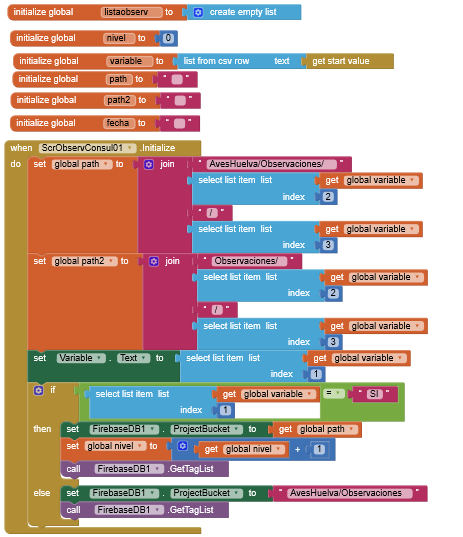 initialize global listaobserv to create empty list
initialize global nivel to 0
initialize global variable to list from csv row text get start value
initialize global path to " "
initialize global path2 to " "
initialize global fecha to " "
when ScrObservConsul01 .Initialize
do set global path to join " AvesHuelva/Observaciones/ "
select list item list get global variable
index 2
" / "
select list item list get global variable
index 3
set global path2 to join " Observaciones/ "
select list item list get global variable
index 2
" / "
select list item list get global variable
index 3
set Variable . Text to select list item list get global variable
index 1
if select list item list get global variable = " SI "
index 1
then set FirebaseDB1 . ProjectBucket to get global path
set global nivel to get global nivel + 1
call FirebaseDB1 .GetTagList
else set FirebaseDB1 . ProjectBucket to " AvesHuelva/Observaciones "
call FirebaseDB1 .GetTagList